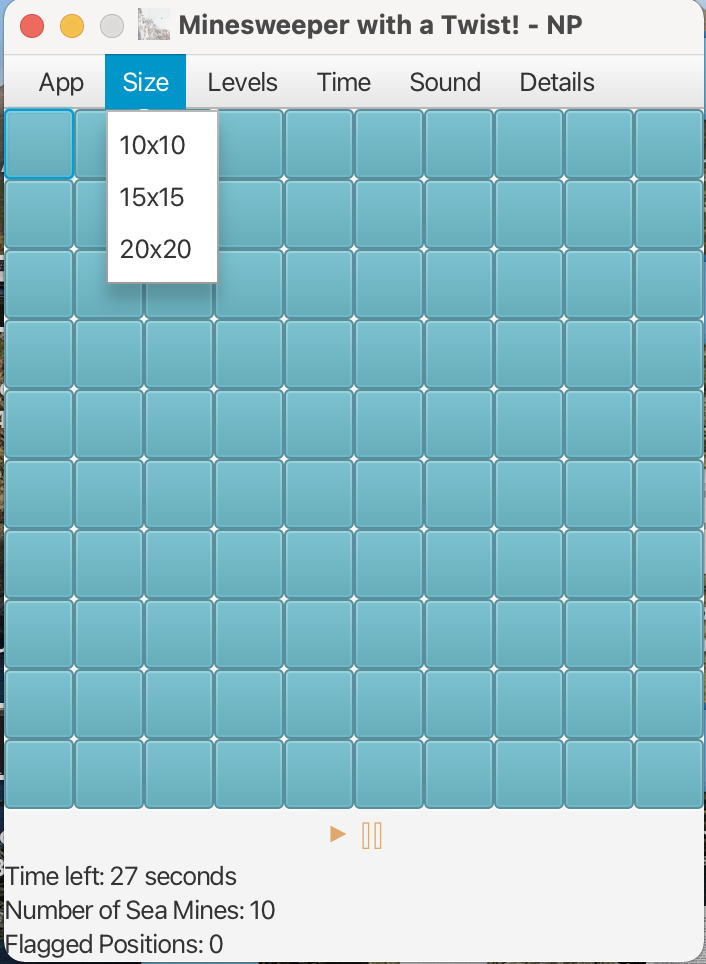 Minesweeper with a Twist! - NP
App Size Levels Time Sound Details
10x10
15x15
20x20
Time left: 27 seconds
Number of Sea Mines: 10
Flagged Positions: 0